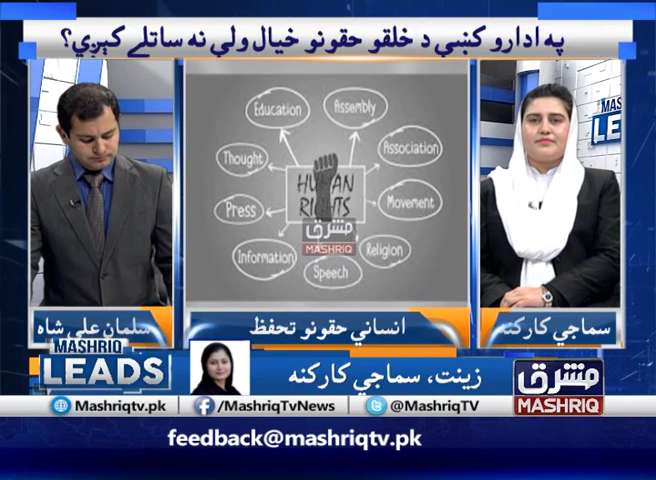 په ادارو کښې د خلقو حقونو خيال ولې نه ساتلے کېږي؟
MASHRIQ
LEADS
Education
Assembly
Thought
Association
HUMAN
RIGHTS
Press
Movement
Information
Religion
Speech
مشرق
MASHRIQ
سلمان علي شاه
انساني حقونو تحفظ
سماجي کارکنه
MASHRIQ
LEADS
زينت، سماجي کارکنه
مشرق
MASHRIQ
Mashriqtv.pk
/MashriqTvNews
@MashriqTV
feedback@mashriqtv.pk